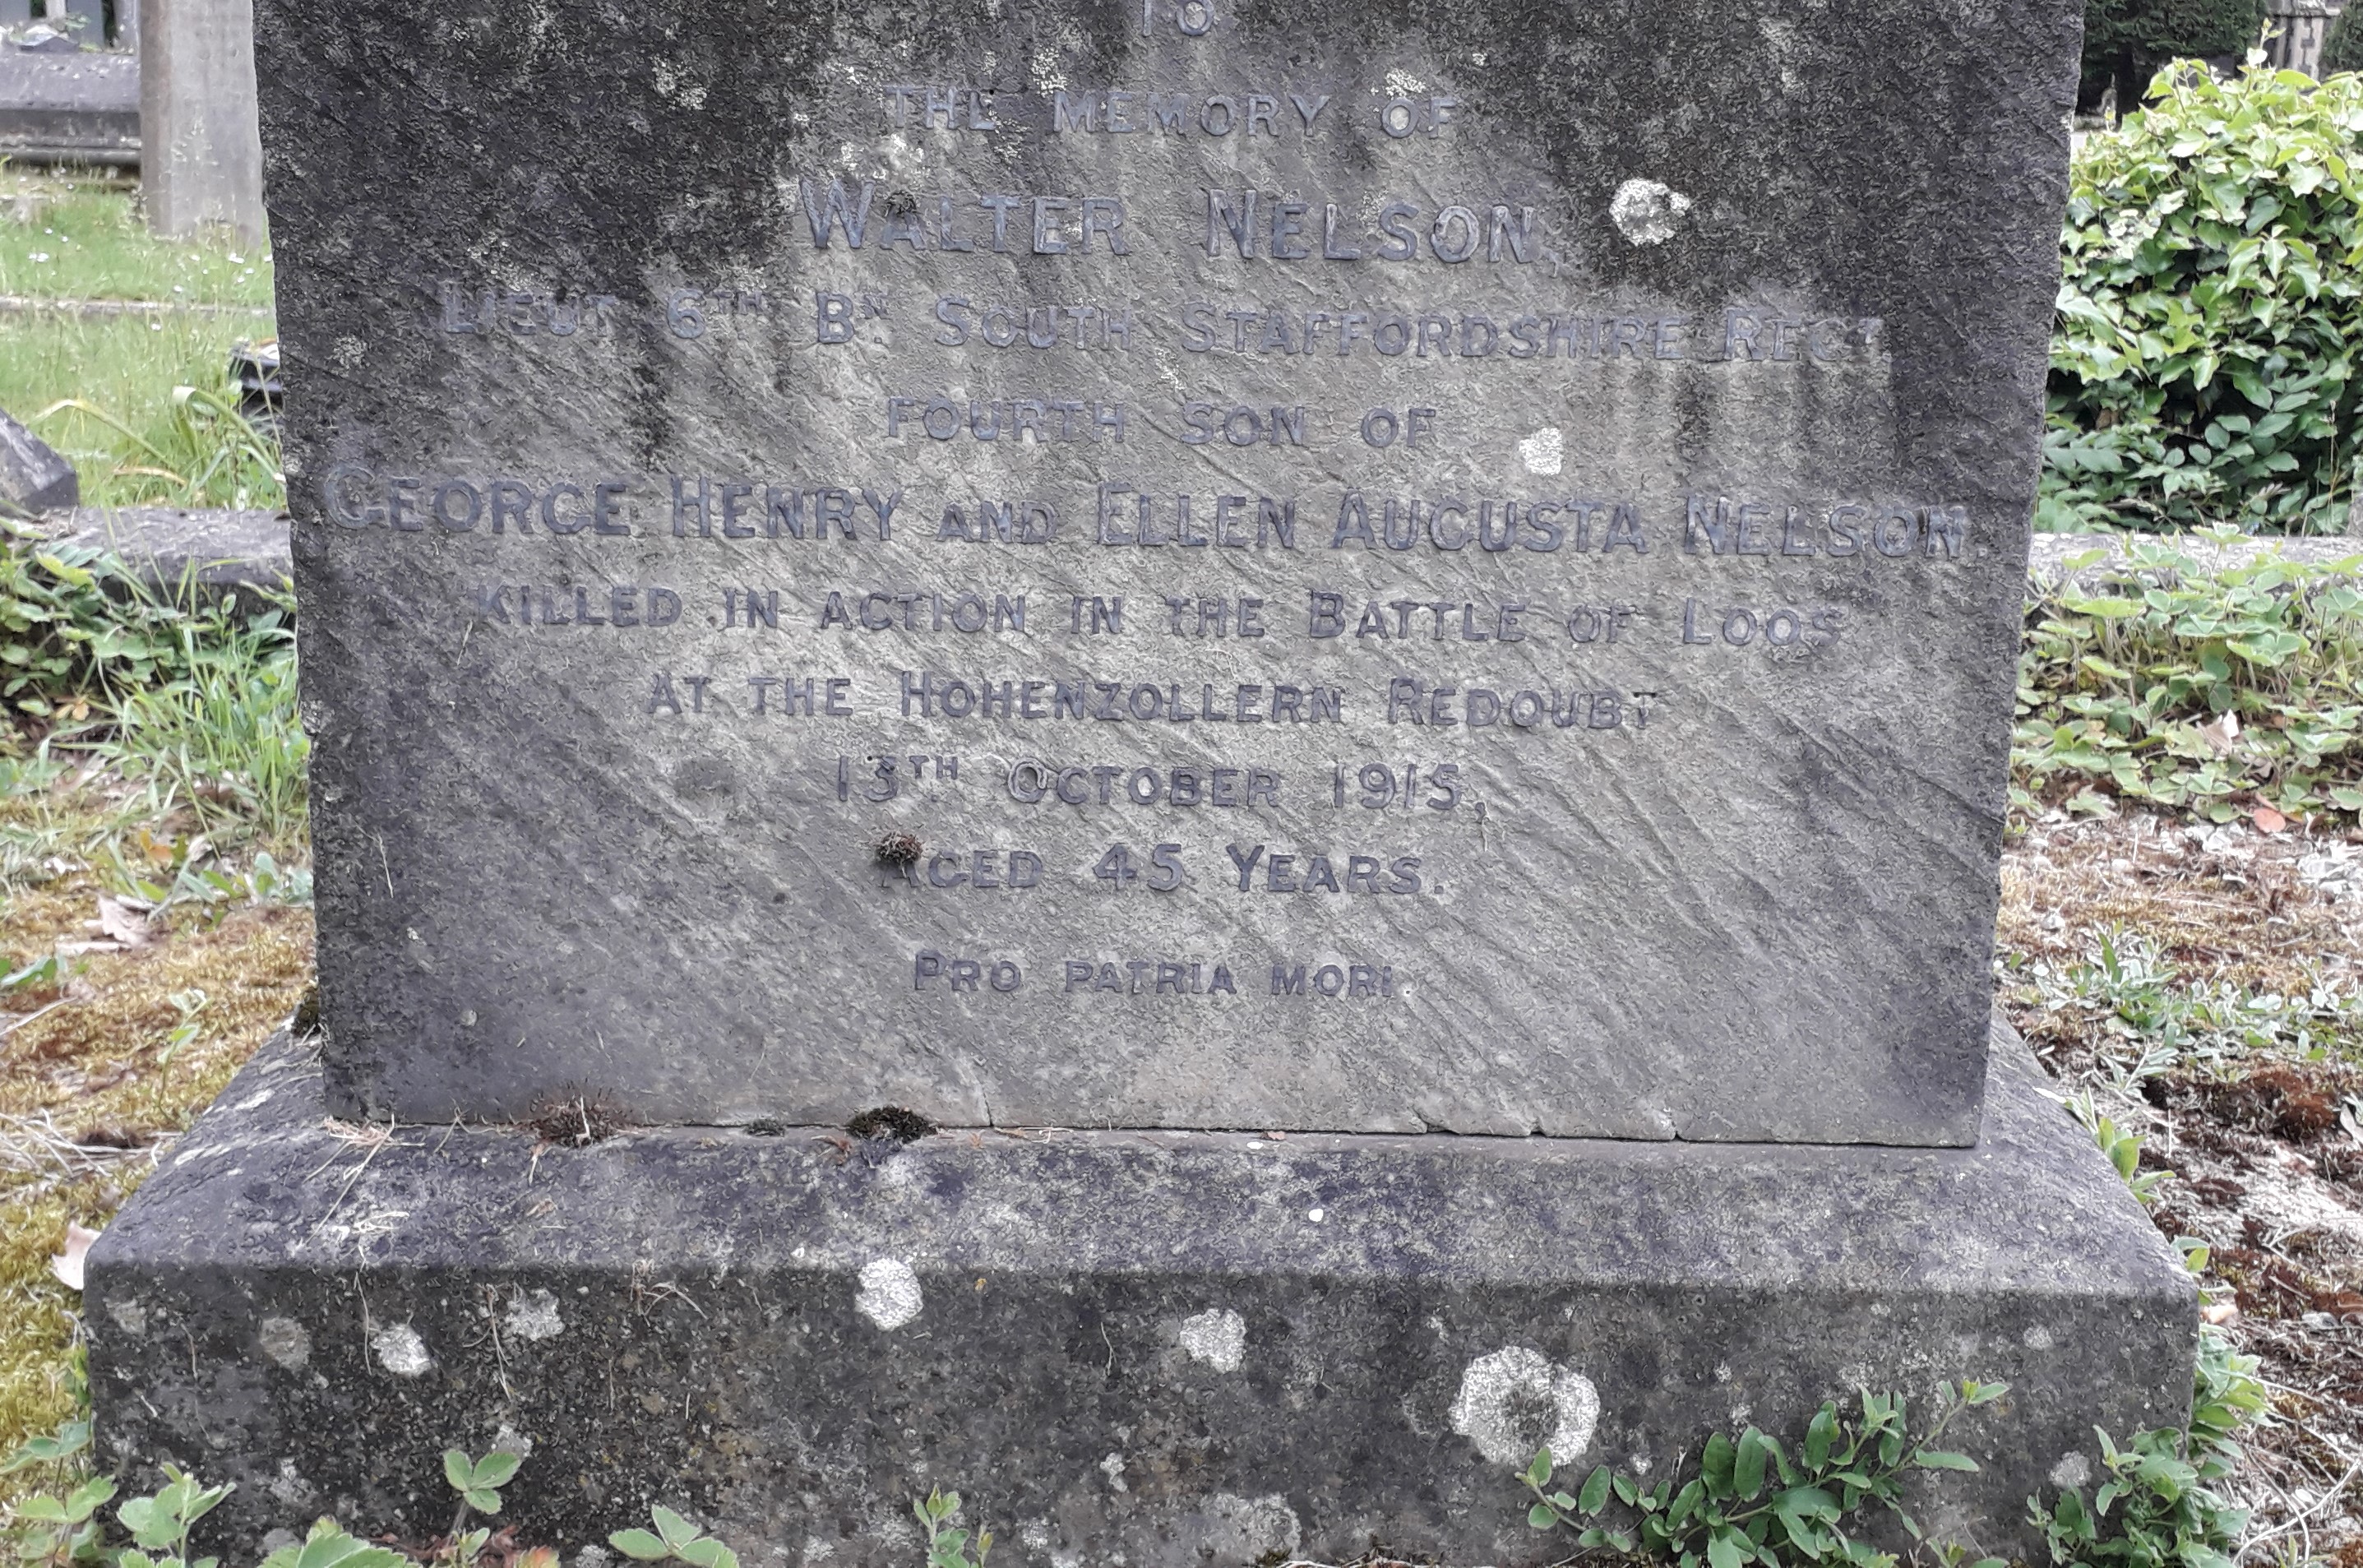 TO
THE MEMORY OF
WALTER NELSON,
LIEUT 6TH BN SOUTH STAFFORDSHIRE REGT,
FOURTH SON OF
GEORGE HENRY AND ELLEN AUGUSTA NELSON.
KILLED IN ACTION IN THE BATTLE OF LOOS
AT THE HOHENZOLLERN REDOUBT
13TH OCTOBER 1915,
AGED 45 YEARS.
PRO PATRIA MORI.